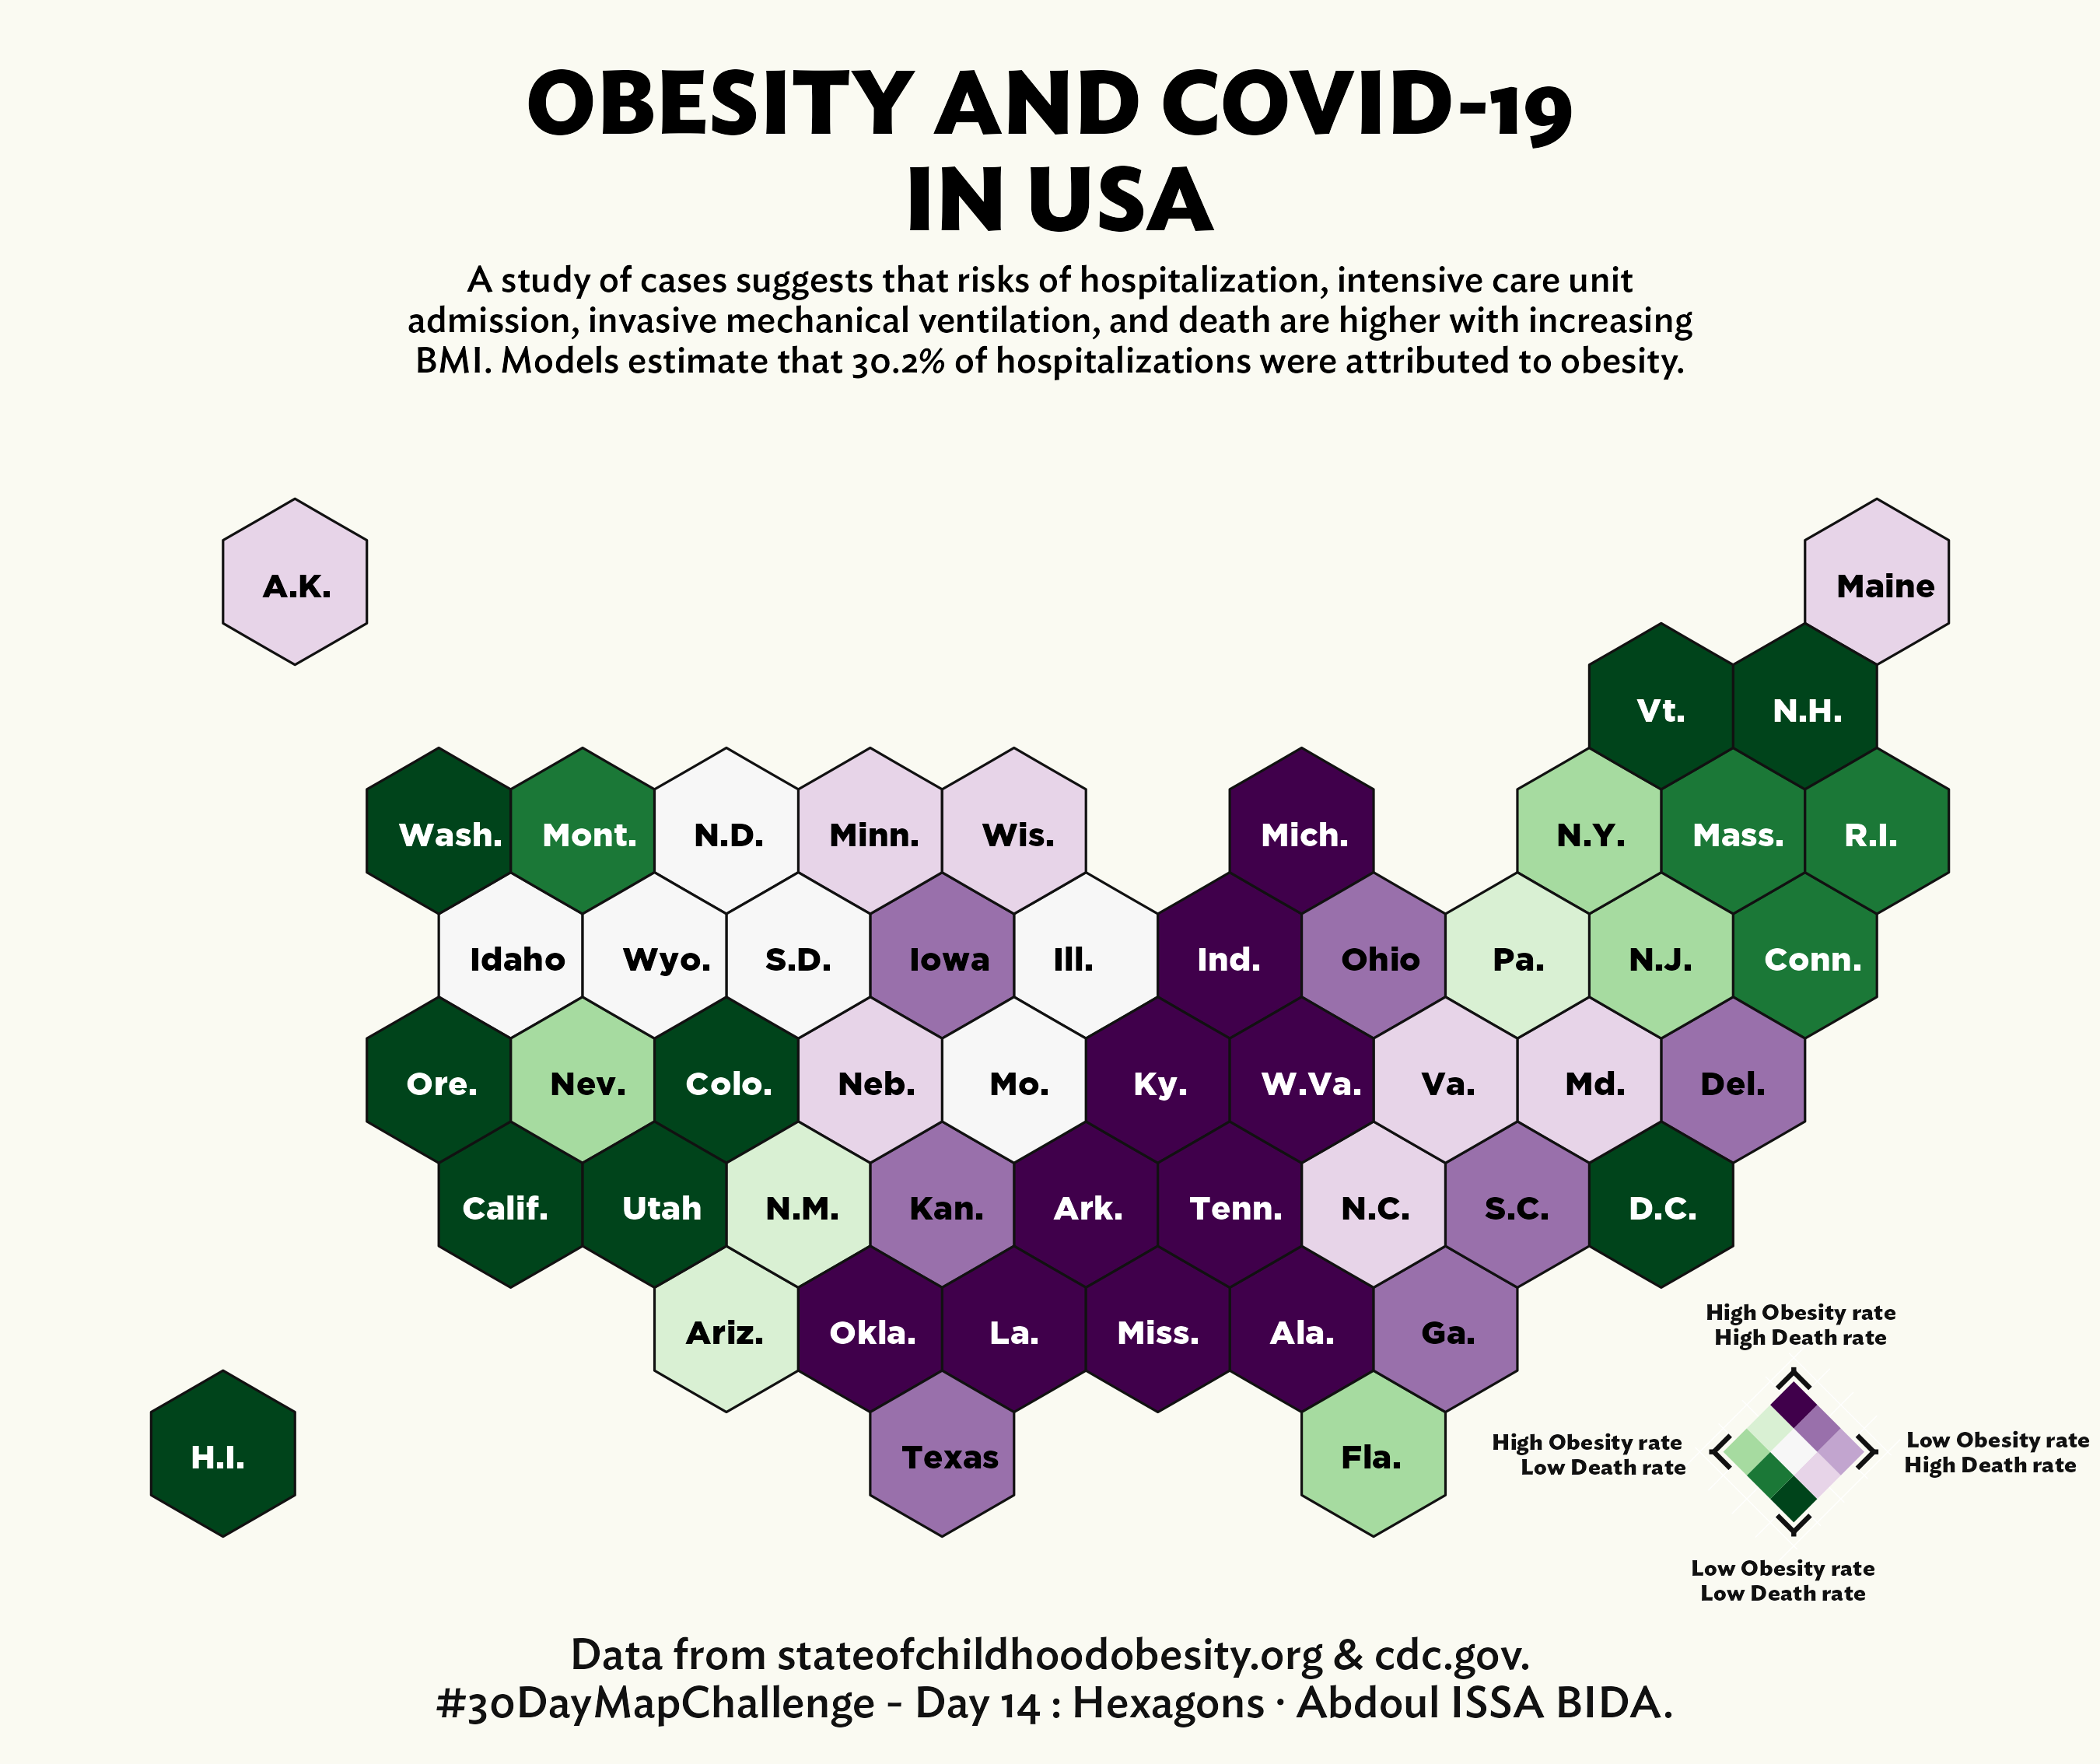 OBESITY AND COVID-19
IN USA
A study of cases suggests that risks of hospitalization, intensive care unit
admission, invasive mechanical ventilation, and death are higher with increasing
BMI. Models estimate that 30.2% of hospitalizations were attributed to obesity.
A.K.
Maine
Vt.
N.H.
Wash.
Mont.
N.D.
Minn.
Wis.
Mich.
N.Y.
Mass.
R.I.
Idaho
Wyo.
S.D.
Iowa
Ill.
Ind.
Ohio
Pa.
N.J.
Conn.
Ore.
Nev.
Colo.
Neb.
Mo.
Ky.
W.Va.
Va.
Md.
Del.
Calif.
Utah
N.M.
Kan.
Ark.
Tenn.
N.C.
S.C.
D.C.
Ariz.
Okla.
La.
Miss.
Ala.
Ga.
H.I.
Texas
Fla.
High Obesity rate
High Death rate
High Obesity rate
Low Death rate
Low Obesity rate
High Death rate
Low Obesity rate
Low Death rate
Data from stateofchildhoodobesity.org & cdc.gov.
#30DayMapChallenge - Day 14 : Hexagons · Abdoul ISSA BIDA.